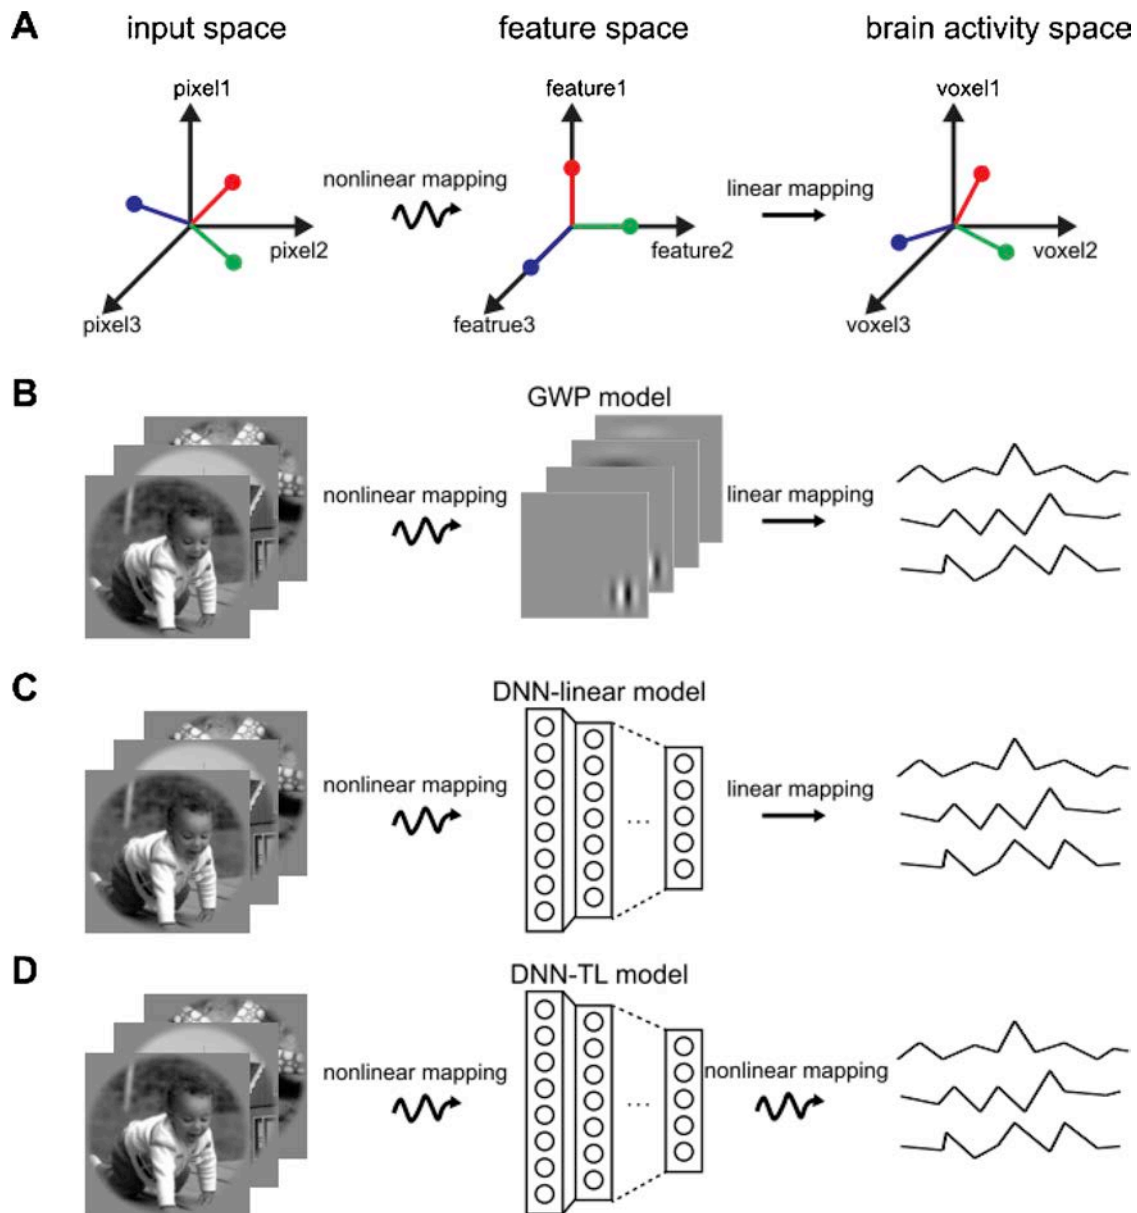 A
input space
feature space
brain activity space
pixel1
feature1
voxel1
nonlinear mapping
linear mapping
pixel2
feature2
voxel2
pixel3
featrue3
voxel3
B
GWP model
nonlinear mapping
linear mapping
C
DNN-linear model
nonlinear mapping
linear mapping
...
D
DNN-TL model
nonlinear mapping
nonlinear mapping
...